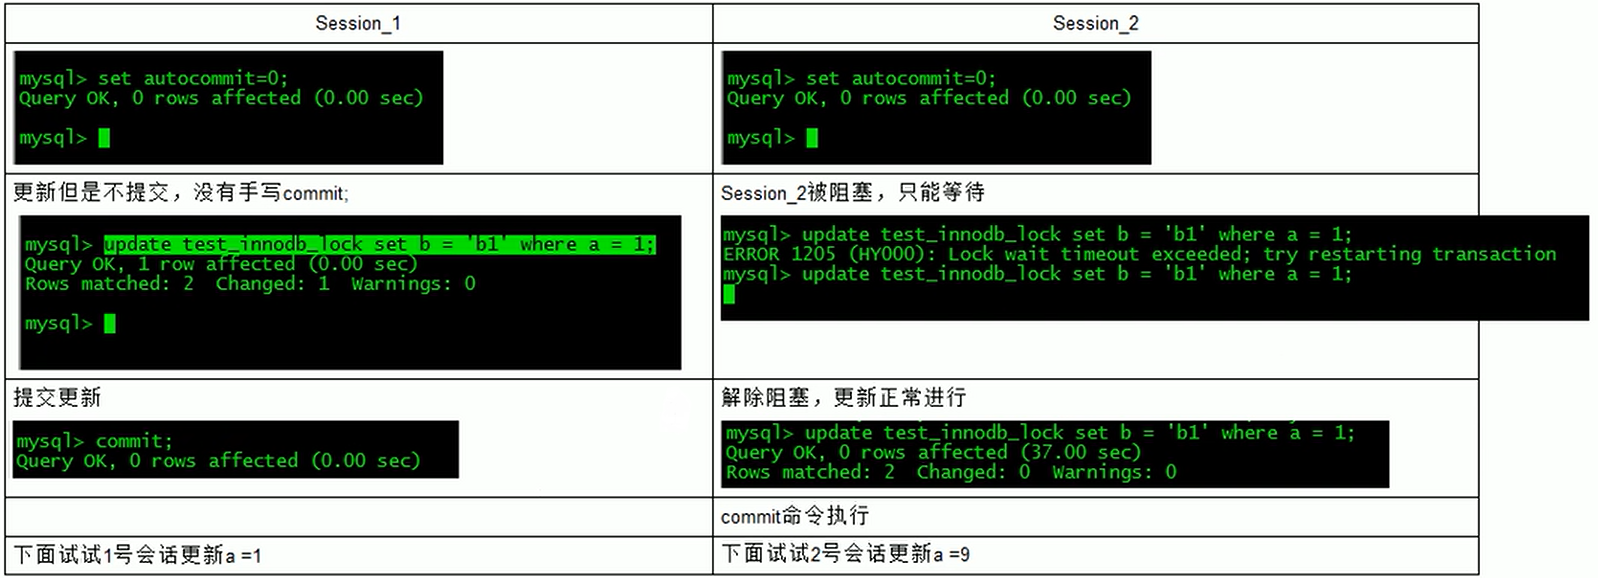 Session_1
Session_2
mysql> set autocommit=0;
Query OK, 0 rows affected (0.00 sec)
mysql>
mysql> set autocommit=0;
Query OK, 0 rows affected (0.00 sec)
mysql>
更新但是不提交，没有手写commit;
mysql> update test_innodb_lock set b = 'b1' where a = 1;
Query OK, 1 row affected (0.00 sec)
Rows matched: 2  Changed: 1  Warnings: 0
mysql>
Session_2被阻塞，只能等待
mysql> update test_innodb_lock set b = 'b1' where a = 1;
ERROR 1205 (HY000): Lock wait timeout exceeded; try restarting transaction
mysql> update test_innodb_lock set b = 'b1' where a = 1;
提交更新
mysql> commit;
Query OK, 0 rows affected (0.00 sec)
解除阻塞，更新正常进行
mysql> update test_innodb_lock set b = 'b1' where a = 1;
Query OK, 0 rows affected (37.00 sec)
Rows matched: 2  Changed: 0  Warnings: 0
commit命令执行
下面试试1号会话更新a =1
下面试试2号会话更新a =9